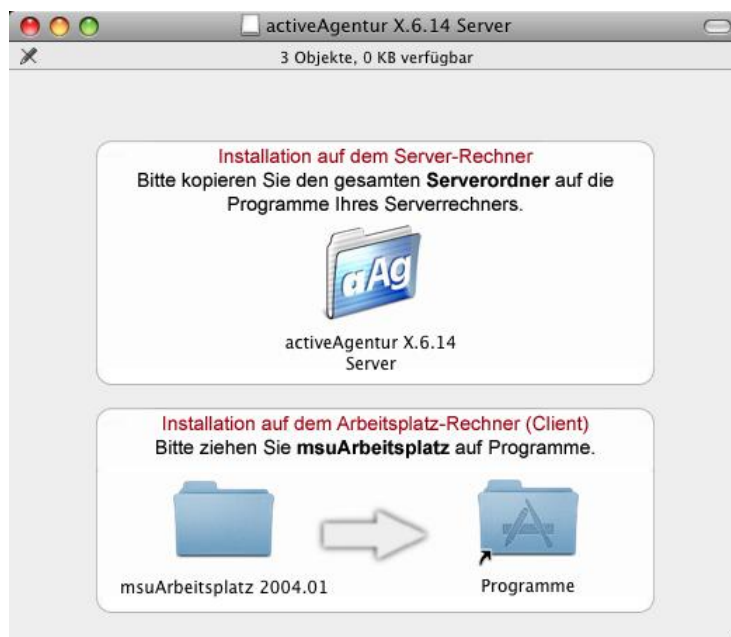 activeAgentur X.6.14 Server
3 Objekte, 0 KB verfügbar
Installation auf dem Server-Rechner
Bitte kopieren Sie den gesamten Serverordner auf die
Programme Ihres Serverrechners.
aAg
activeAgentur X.6.14
Server
Installation auf dem Arbeitsplatz-Rechner (Client)
Bitte ziehen Sie msuArbeitsplatz auf Programme.
msuArbeitsplatz 2004.01
Programme